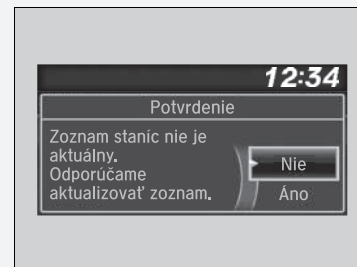 12:34
Potvrdenie
Zoznam staníc nie je
aktuálny.
Odporúčame
aktualizovať zoznam.
Nie
Áno